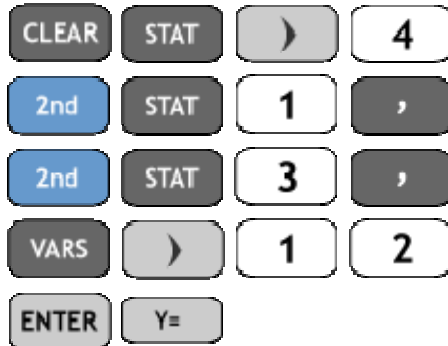 CLEAR STAT ) 4
2nd STAT 1 ,
2nd STAT 3 ,
VARS ) 1 2
ENTER Y=